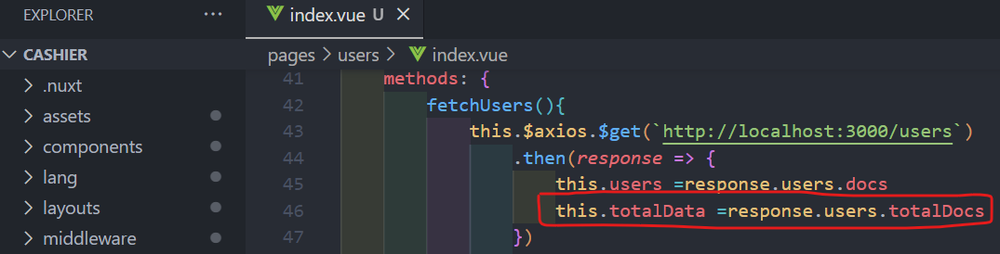 EXPLORER ...
index.vue U ×
CASHIER
pages > users > index.vue
> .nuxt
> assets
> components
> lang
> layouts
> middleware
41 methods: {
42 fetchUsers(){
43 this.$axios.$get(`http://localhost:3000/users`)
44 .then(response => {
45 this.users =response.users.docs
46 this.totalData =response.users.totalDocs
47 })